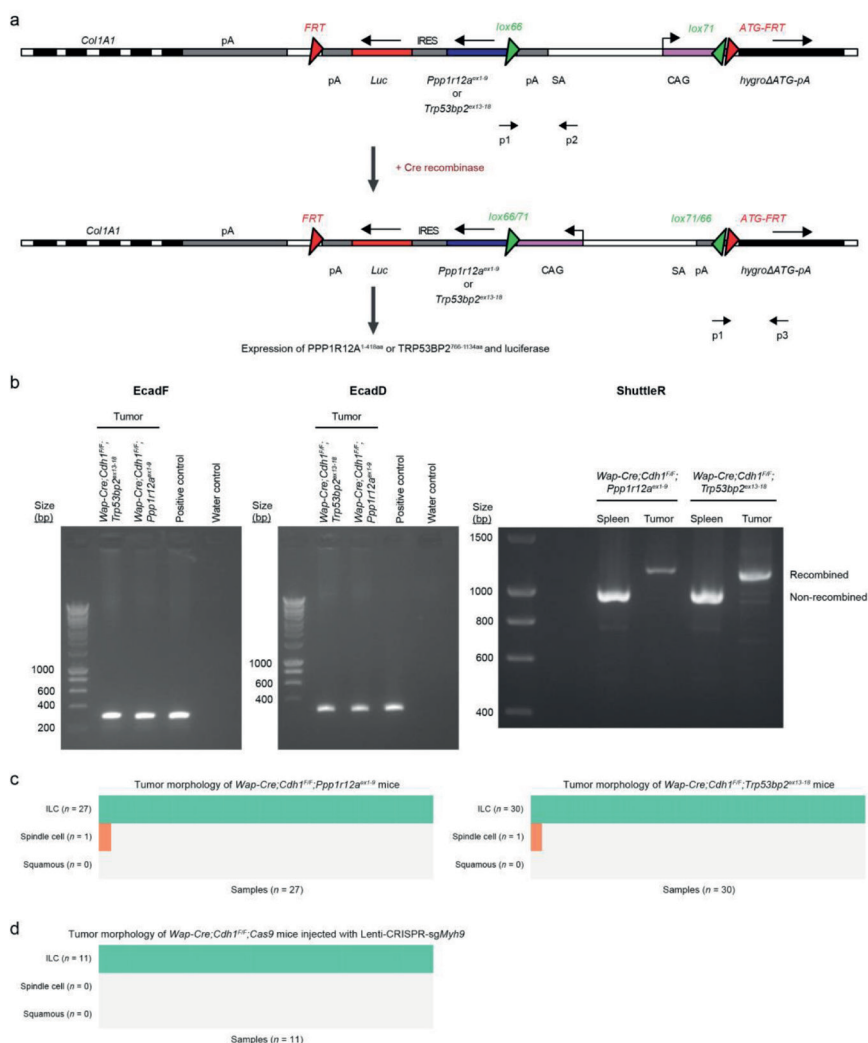 a
FRT
lox66
lox71
ATG-FRT
Col1A1
pA
IRES
pA
Luc
Ppp1r12a^ex1-9
or
Trp53bp2^ex13-18
pA
SA
CAG
hygroΔATG-pA
p1
p2
+ Cre recombinase
FRT
lox66/71
lox71/66
ATG-FRT
Col1A1
pA
IRES
pA
Luc
Ppp1r12a^ex1-9
or
Trp53bp2^ex13-18
CAG
SA
pA
hygroΔATG-pA
p1
p3
Expression of PPP1R12A^1-418aa or TRP53BP2^766-1134aa and luciferase
b
EcadF
Tumor
Size
(bp)
Wap-Cre;Cdh1^F/F;
Trp53bp2^ex13-18
Wap-Cre;Cdh1^F/F;
Ppp1r12a^ex1-9
Positive control
Water control
1000
600
400
200
EcadD
Tumor
Size
(bp)
Wap-Cre;Cdh1^F/F;
Trp53bp2^ex13-18
Wap-Cre;Cdh1^F/F;
Ppp1r12a^ex1-9
Positive control
Water control
1000
600
400
ShuttleR
Wap-Cre;Cdh1^F/F;
Ppp1r12a^ex1-9
Wap-Cre;Cdh1^F/F;
Trp53bp2^ex13-18
Size
(bp)
Spleen
Tumor
Spleen
Tumor
1500
1000
800
600
400
Recombined
Non-recombined
c
Tumor morphology of Wap-Cre;Cdh1^F/F;Ppp1r12a^ex1-9 mice
ILC (n = 27)
Spindle cell (n = 1)
Squamous (n = 0)
Samples (n = 27)
Tumor morphology of Wap-Cre;Cdh1^F/F;Trp53bp2^ex13-18 mice
ILC (n = 30)
Spindle cell (n = 1)
Squamous (n = 0)
Samples (n = 30)
d
Tumor morphology of Wap-Cre;Cdh1^F/F;Cas9 mice injected with Lenti-CRISPR-sgMyh9
ILC (n = 11)
Spindle cell (n = 0)
Squamous (n = 0)
Samples (n = 11)